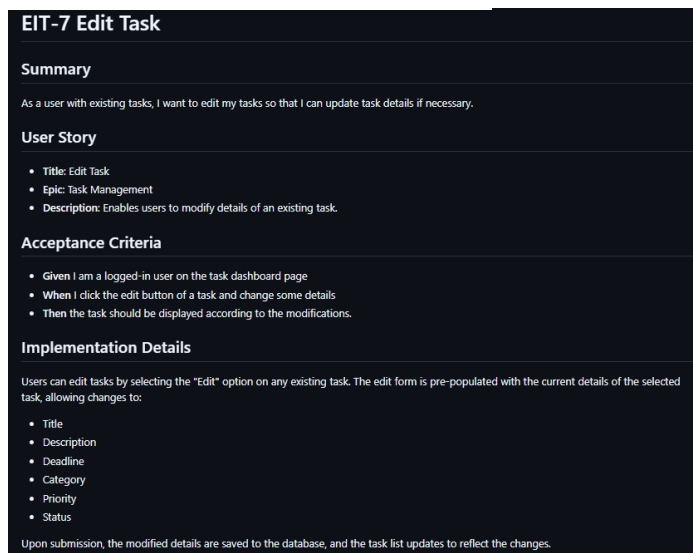 EIT-7 Edit Task
Summary
As a user with existing tasks, I want to edit my tasks so that I can update task details if necessary.
User Story
• Title: Edit Task
• Epic: Task Management
• Description: Enables users to modify details of an existing task.
Acceptance Criteria
• Given I am a logged-in user on the task dashboard page
• When I click the edit button of a task and change some details
• Then the task should be displayed according to the modifications.
Implementation Details
Users can edit tasks by selecting the "Edit" option on any existing task. The edit form is pre-populated with the current details of the selected
task, allowing changes to:
• Title
• Description
• Deadline
• Category
• Priority
• Status
Upon submission, the modified details are saved to the database, and the task list updates to reflect the changes.